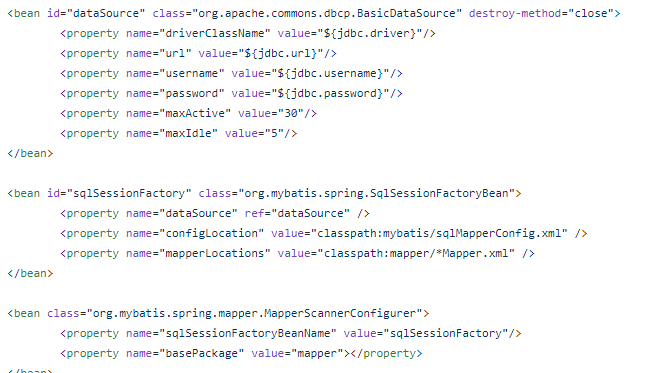 <bean id="dataSource" class="org.apache.commons.dbcp.BasicDataSource" destroy-method="close">
<property name="driverClassName" value="${jdbc.driver}"/>
<property name="url" value="${jdbc.url}"/>
<property name="username" value="${jdbc.username}"/>
<property name="password" value="${jdbc.password}"/>
<property name="maxActive" value="30"/>
<property name="maxIdle" value="5"/>
</bean>
<bean id="sqlSessionFactory" class="org.mybatis.spring.SqlSessionFactoryBean">
<property name="dataSource" ref="dataSource" />
<property name="configLocation" value="classpath:mybatis/sqlMapperConfig.xml" />
<property name="mapperLocations" value="classpath:mapper/*Mapper.xml" />
</bean>
<bean class="org.mybatis.spring.mapper.MapperScannerConfigurer">
<property name="sqlSessionFactoryBeanName" value="sqlSessionFactory"/>
<property name="basePackage" value="mapper"></property>
</bean>